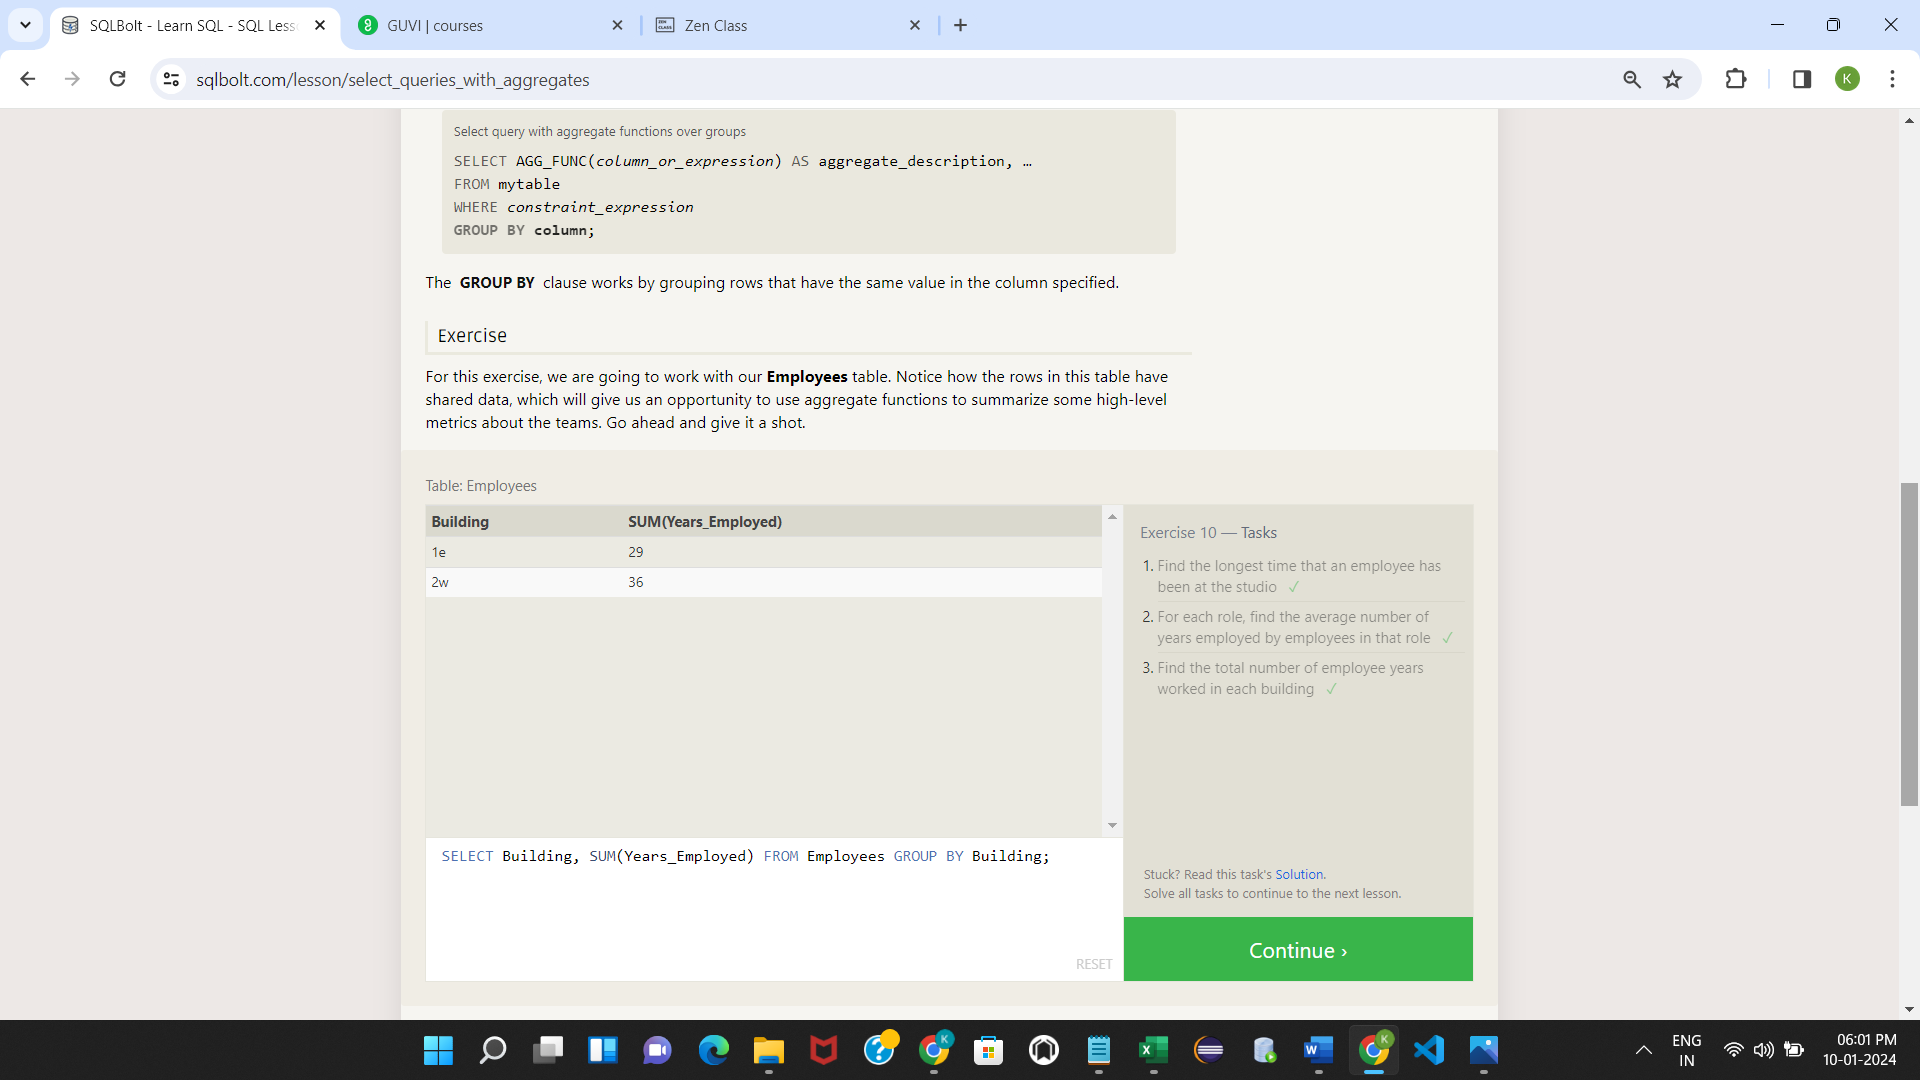 SQLBolt - Learn SQL - SQL Less
GUVI | courses
Zen Class
sqlbolt.com/lesson/select_queries_with_aggregates
K
Select query with aggregate functions over groups
SELECT AGG_FUNC(column_or_expression) AS aggregate_description, …
FROM mytable
WHERE constraint_expression
GROUP BY column;
The GROUP BY clause works by grouping rows that have the same value in the column specified.
Exercise
For this exercise, we are going to work with our Employees table. Notice how the rows in this table have
shared data, which will give us an opportunity to use aggregate functions to summarize some high-level
metrics about the teams. Go ahead and give it a shot.
Table: Employees
Building SUM(Years_Employed)
1e 29
2w 36
SELECT Building, SUM(Years_Employed) FROM Employees GROUP BY Building;
RESET
Exercise 10 — Tasks
1. Find the longest time that an employee has
been at the studio ✓
2. For each role, find the average number of
years employed by employees in that role ✓
3. Find the total number of employee years
worked in each building ✓
Stuck? Read this task's Solution.
Solve all tasks to continue to the next lesson.
Continue ›
ENG
IN
06:01 PM
10-01-2024